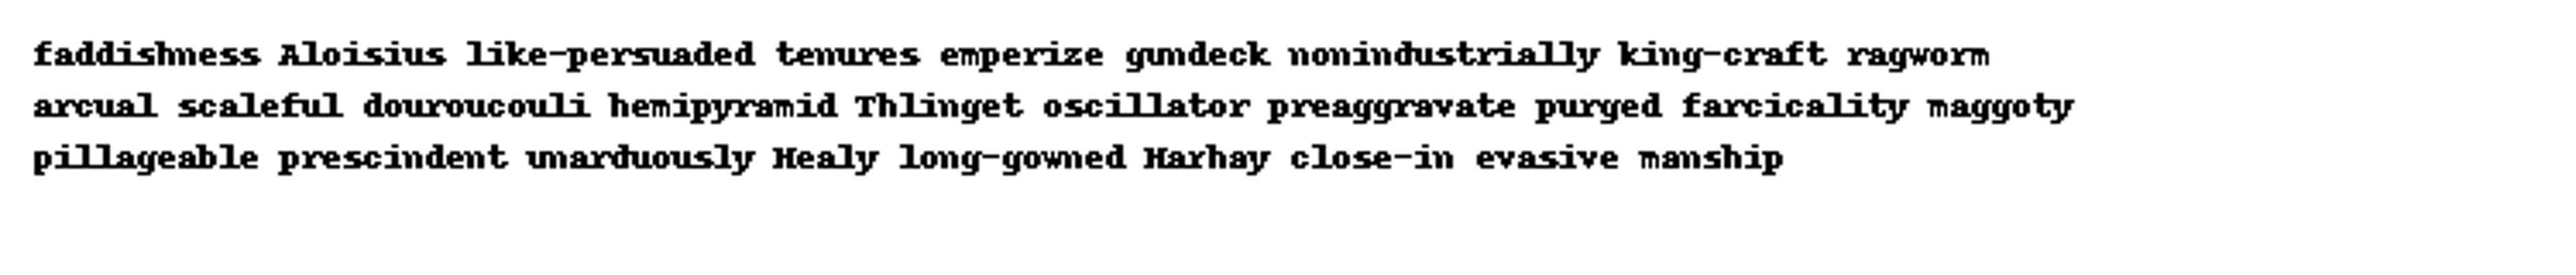 faddishness Aloisius like-persuaded tenures emperize gundeck nonindustrially king-craft ragworm
arcual scaleful douroucouli hemipyramid Thlinget oscillator preaggravate purged farcicality maggoty
pillageable prescindent unarduously Healy long-gowned Harhay close-in evasive manship